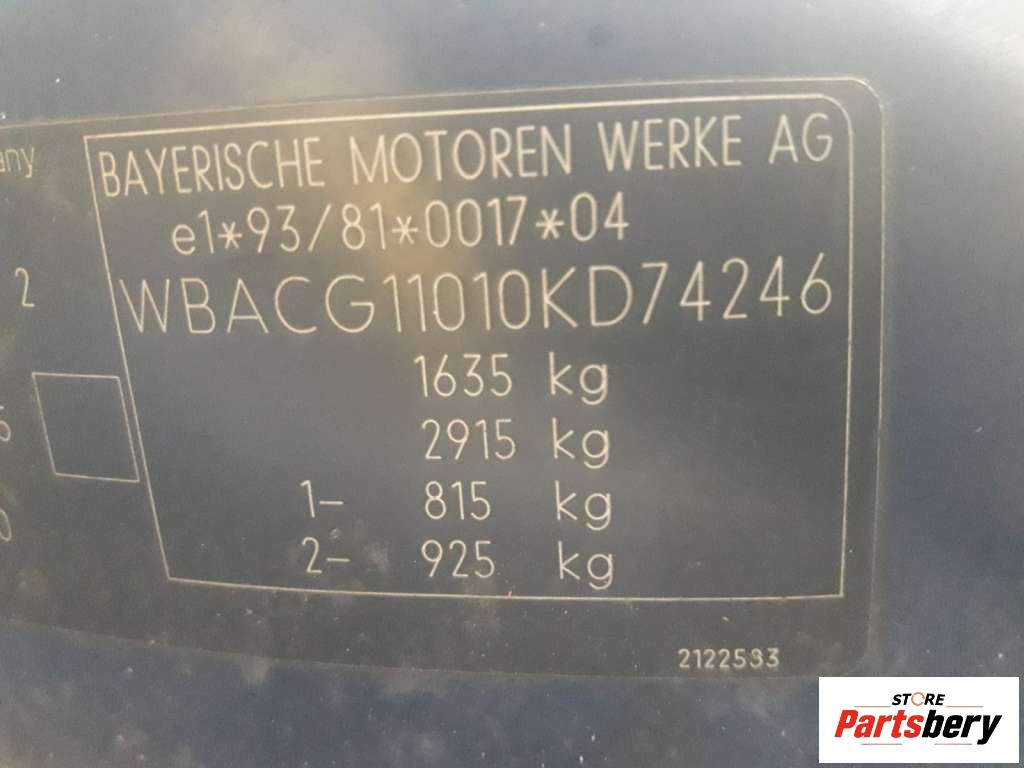 BAYERISCHE MOTOREN WERKE AG
e1*93/81*0017*04
2
WBACG11010KD74246
1635 kg
2915 kg
1- 815 kg
2- 925 kg
2122533
STORE
Partsbery